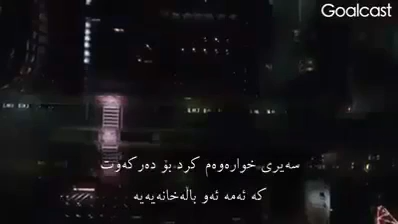 Goalcast
سەیری خوارەوەم کرد بۆ دەرکەوت
کە ئەمە ئەو باڵەخانەیەیە